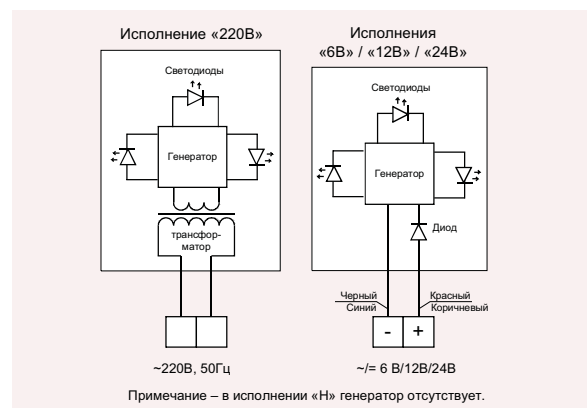 Исполнение «220В»
Светодиоды
Генератор
трансфор-
матор
~220В, 50Гц
Исполнения
«6В» / «12В» / «24В»
Светодиоды
Генератор
Диод
Черный
Синий
Красный
Коричневый
- +
~/= 6 В/12В/24В
Примечание – в исполнении «Н» генератор отсутствует.